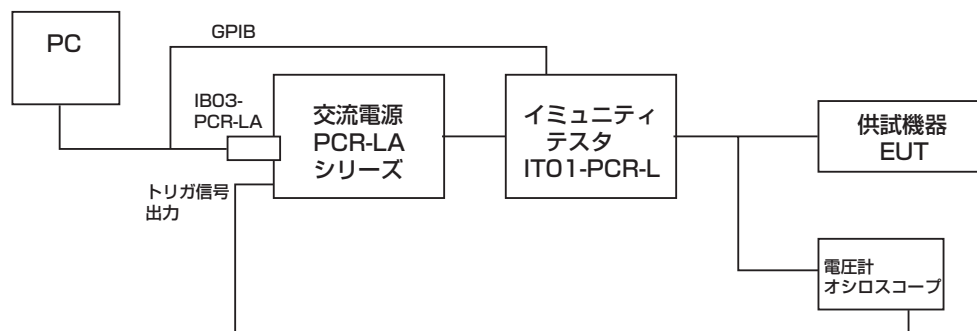 PC
GPIB
IB03-
PCR-LA
交流電源
PCR-LA
シリーズ
イミュニティ
テスタ
IT01-PCR-L
供試機器
EUT
トリガ信号
出力
電圧計
オシロスコープ